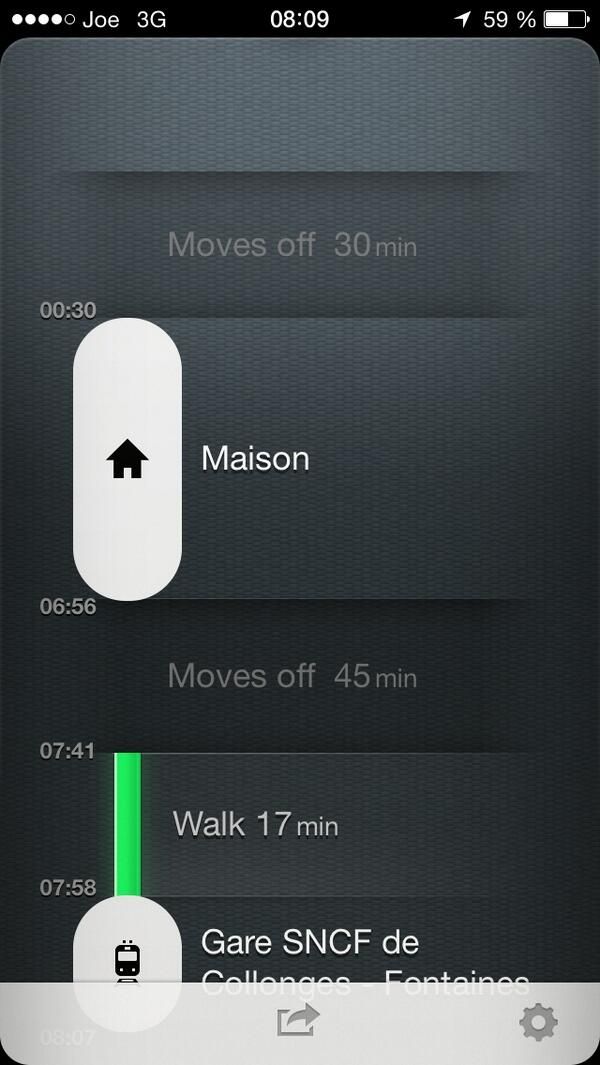 Joe 3G 08:09 59 %
Moves off 30 min
00:30
Maison
06:56
Moves off 45 min
07:41
Walk 17 min
07:58
Gare SNCF de
Collonges - Fontaines
08:07